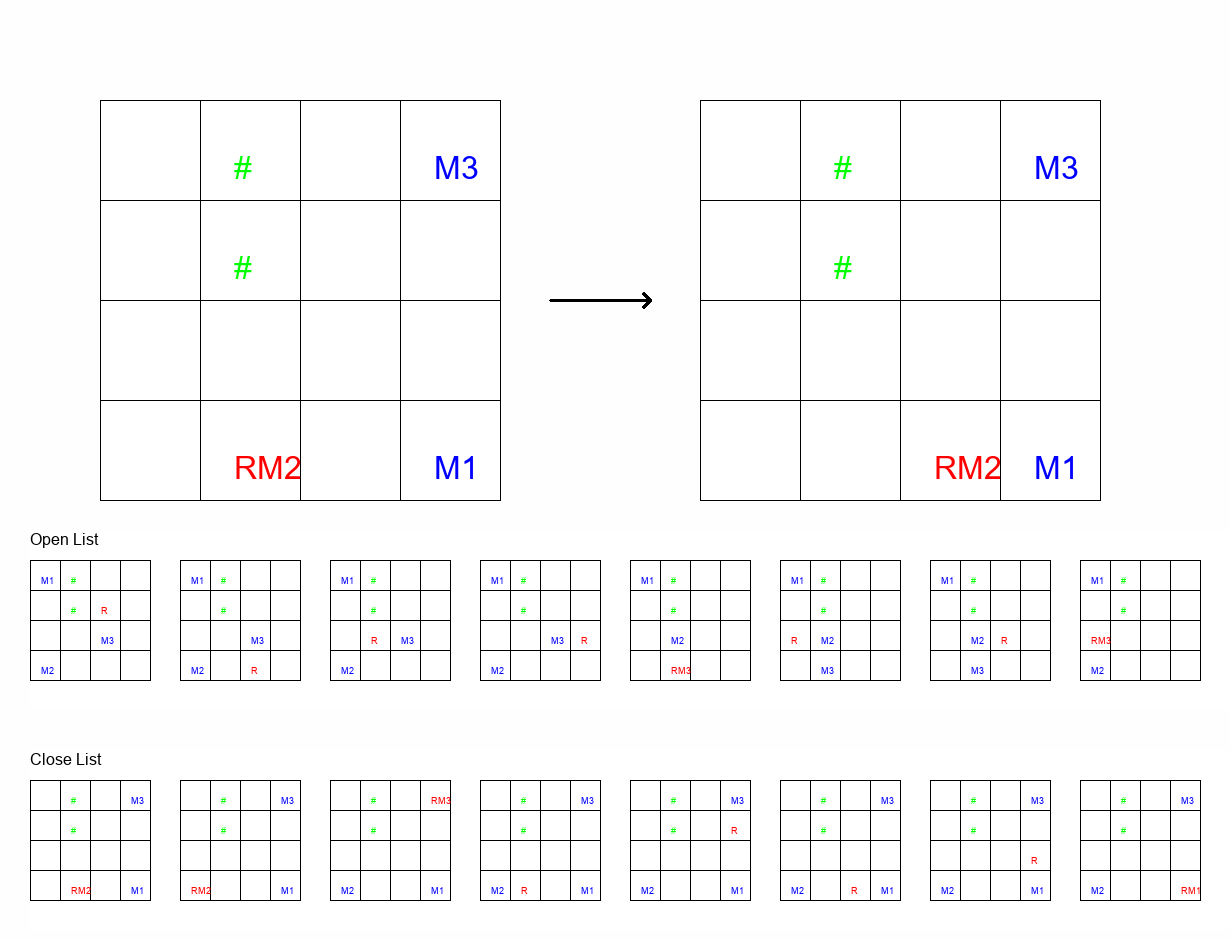 # M3 # M3
# #
RM2 M1 RM2 M1
Open List
M1 # M1 # M1 # M1 # M1 # M1 # M1 # M1 #
# R # # # # # # #
M3 M3 R M3 M3 R M2 R M2 M2 R RM3
M2 M2 R M2 M2 RM3 M3 M3 M2
Close List
# M3 # M3 # RM3 # M3 # M3 # M3 # M3 # M3
# # # # # R # # #
R
RM2 M1 RM2 M1 M2 M1 M2 R M1 M2 M1 M2 R M1 M2 M1 M2 RM1